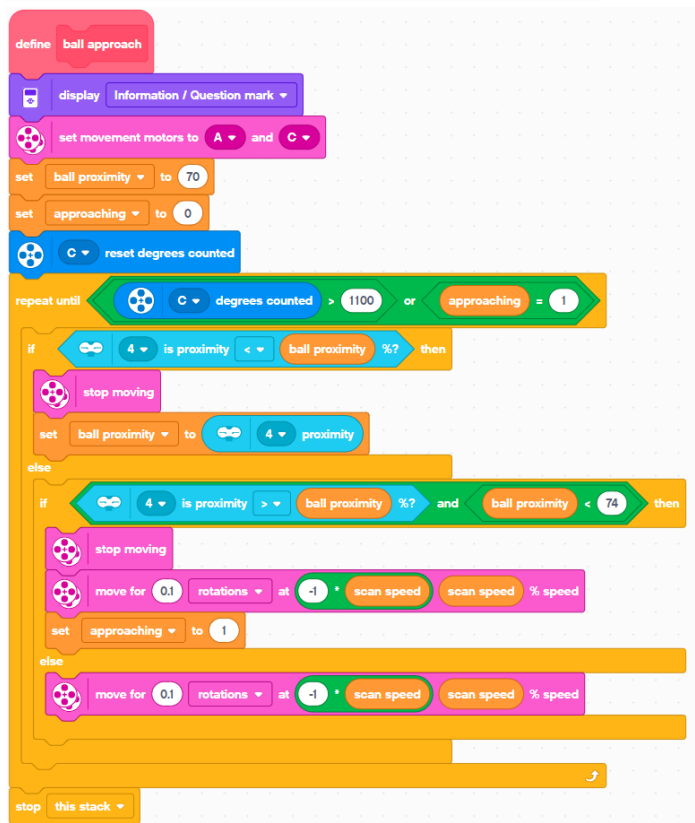 define ball approach
display Information / Question mark
set movement motors to A and C
set ball proximity to 70
set approaching to 0
C reset degrees counted
repeat until C degrees counted > 1100 or approaching = 1
if 4 is proximity < ball proximity %? then
stop moving
set ball proximity to 4 proximity
else
if 4 is proximity > ball proximity %? and ball proximity < 74 then
stop moving
move for 0.1 rotations at -1 * scan speed scan speed % speed
set approaching to 1
else
move for 0.1 rotations at -1 * scan speed scan speed % speed
stop this stack